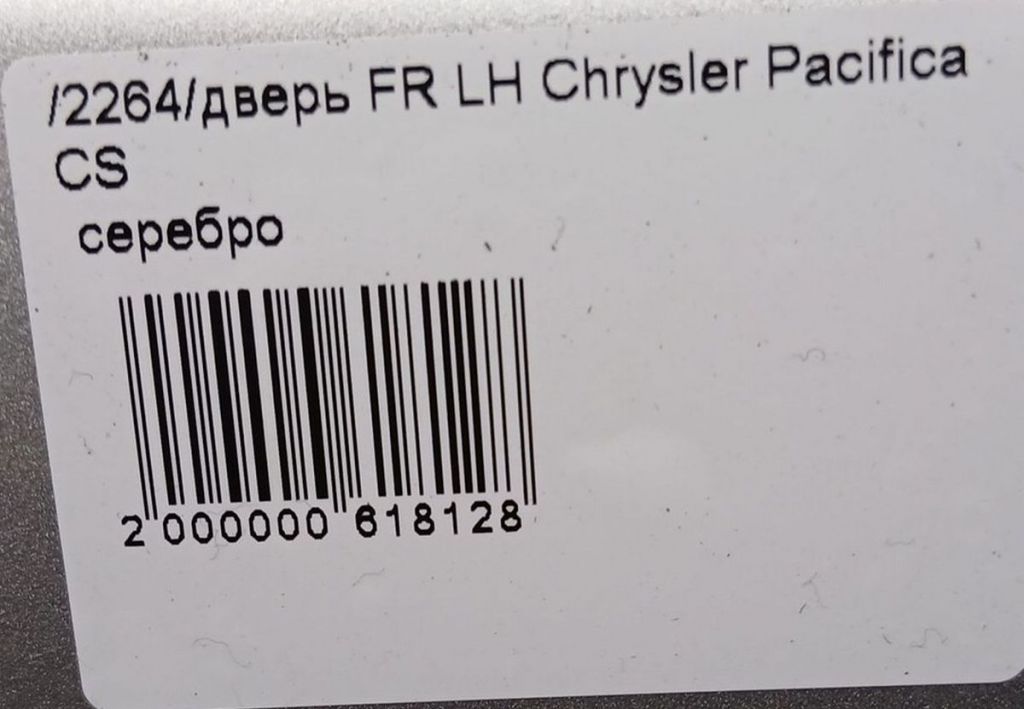 /2264/дверь FR LH Chrysler Pacifica
CS
серебро
2 000000 618128